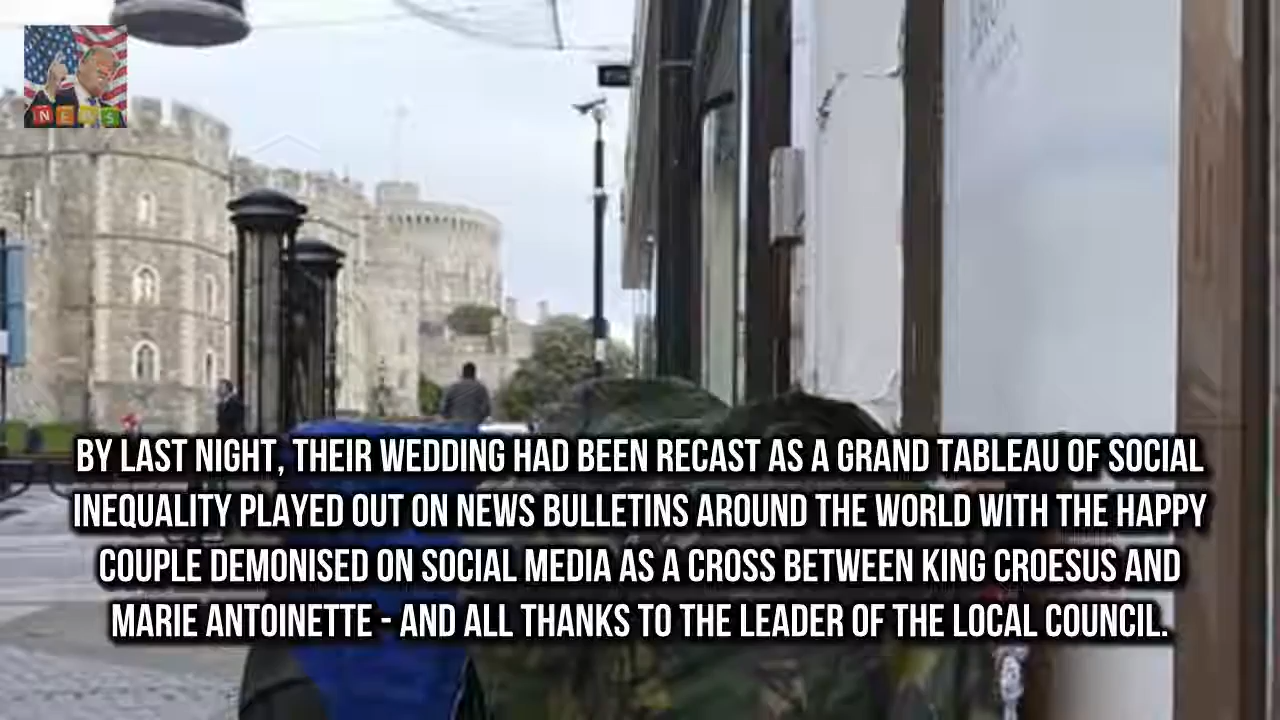 NEWS
BY LAST NIGHT, THEIR WEDDING HAD BEEN RECAST AS A GRAND TABLEAU OF SOCIAL
INEQUALITY PLAYED OUT ON NEWS BULLETINS AROUND THE WORLD WITH THE HAPPY
COUPLE DEMONISED ON SOCIAL MEDIA AS A CROSS BETWEEN KING CROESUS AND
MARIE ANTOINETTE - AND ALL THANKS TO THE LEADER OF THE LOCAL COUNCIL.